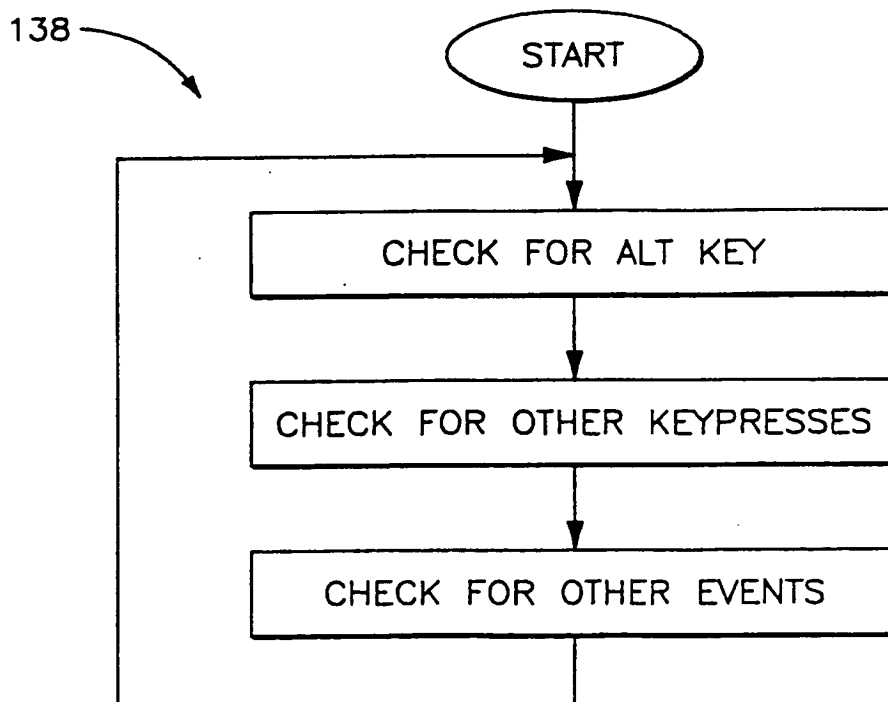 138
START
CHECK FOR ALT KEY
CHECK FOR OTHER KEYPRESSES
CHECK FOR OTHER EVENTS